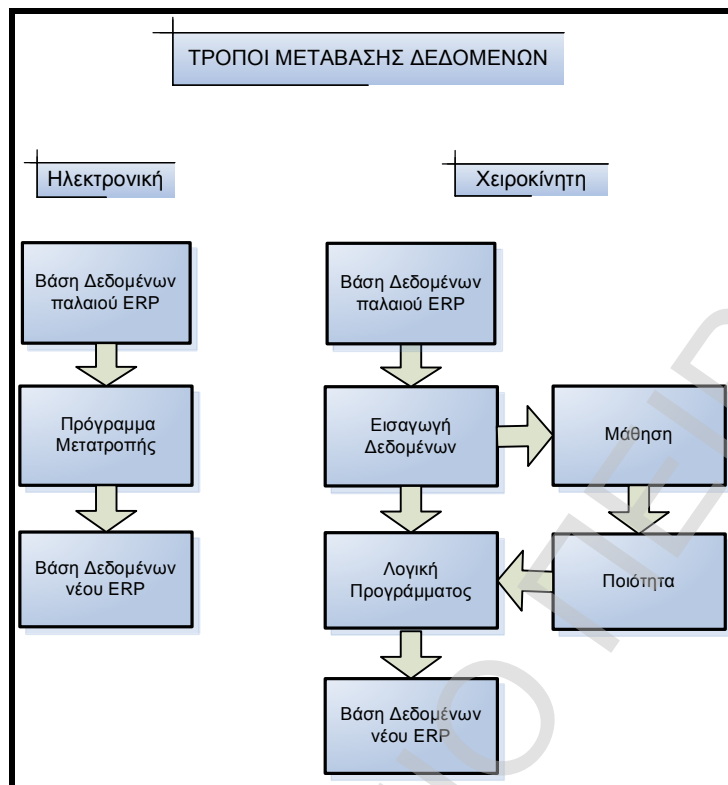 ΤΡΟΠΟΙ ΜΕΤΑΒΑΣΗΣ ΔΕΔΟΜΕΝΩΝ
Ηλεκτρονική
Χειροκίνητη
Βάση Δεδομένων
παλαιού ERP
Πρόγραμμα
Μετατροπής
Βάση Δεδομένων
νέου ERP
Βάση Δεδομένων
παλαιού ERP
Εισαγωγή
Δεδομένων
Μάθηση
Λογική
Προγράμματος
Ποιότητα
Βάση Δεδομένων
νέου ERP